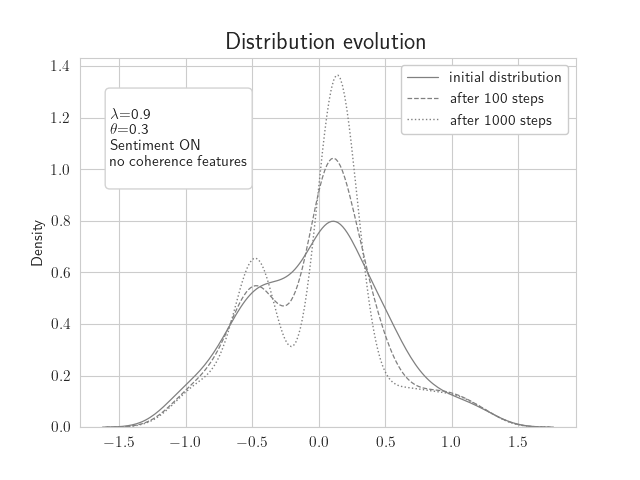 Distribution evolution
1.4
1.2
1.0
0.8
0.6
0.4
0.2
0.0
Density
λ=0.9
θ=0.3
Sentiment ON
no coherence features
initial distribution
after 100 steps
after 1000 steps
−1.5 −1.0 −0.5 0.0 0.5 1.0 1.5